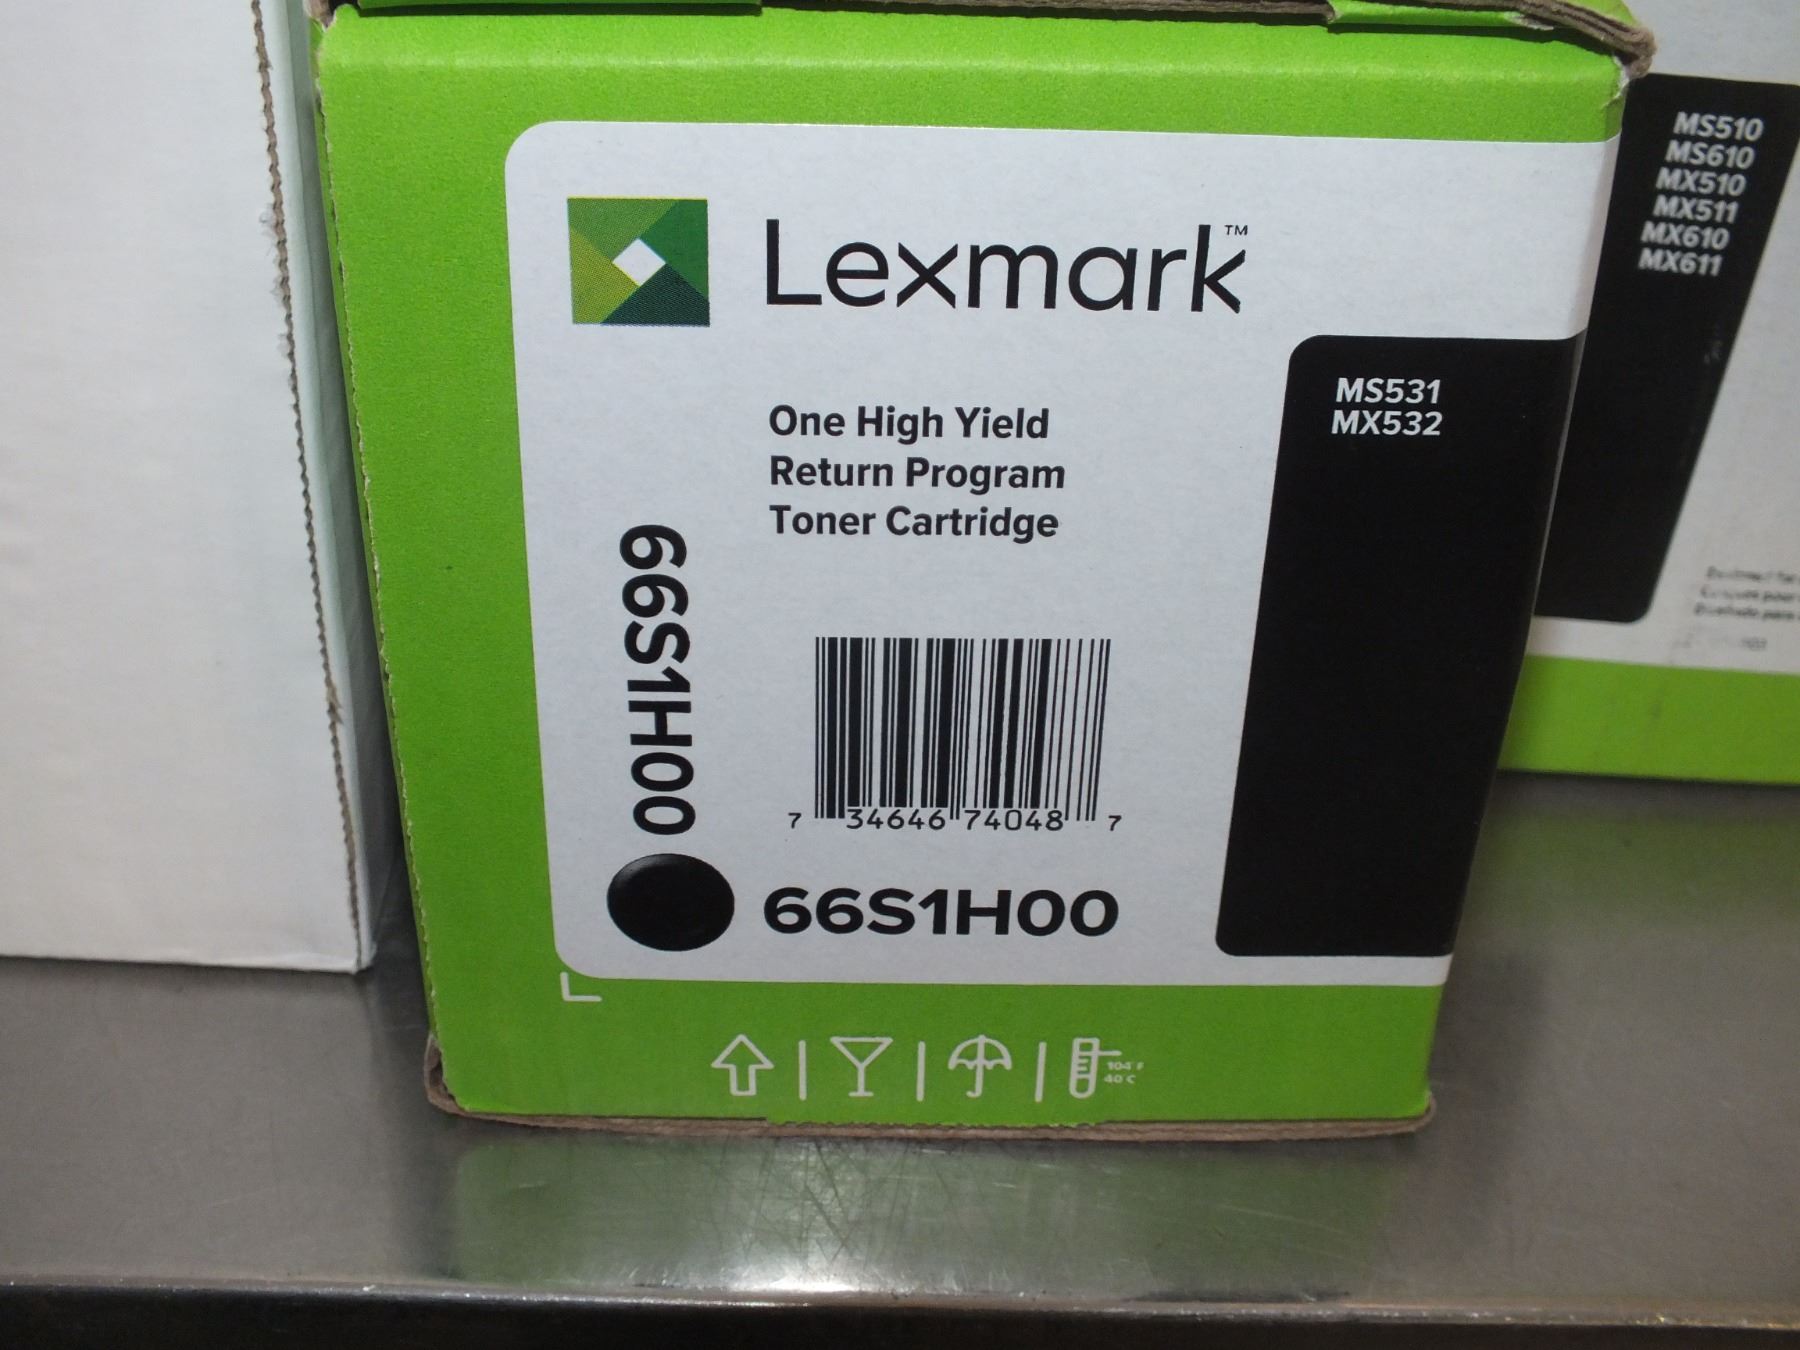 Lexmark™
One High Yield
Return Program
Toner Cartridge
MS531
MX532
66S1H00
7 34646 74048 7
66S1H00
104°F
40°C
MS510
MS610
MX510
MX511
MX610
MX611